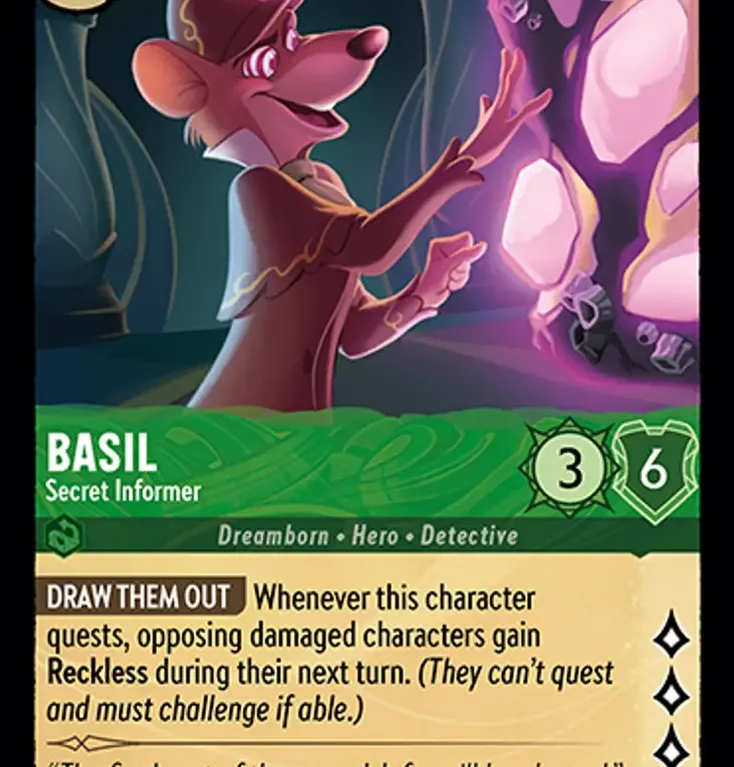 BASIL
Secret Informer
3
6
Dreamborn • Hero • Detective
DRAW THEM OUT Whenever this character
quests, opposing damaged characters gain
Reckless during their next turn. (They can't quest
and must challenge if able.)